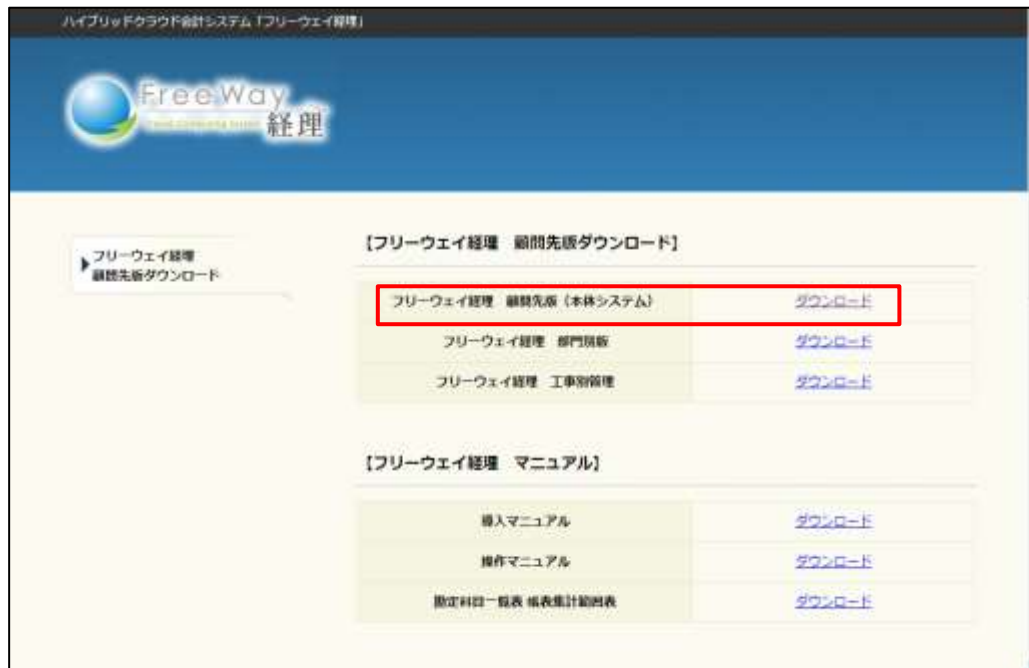 ハイブリッドクラウド会計システム「フリーウェイ経理」
FreeWay
経理
フリーウェイ経理
顧問先版ダウンロード
【フリーウェイ経理 顧問先版ダウンロード】
フリーウェイ経理 顧問先版（本体システム） ダウンロード
フリーウェイ経理 部門別版 ダウンロード
フリーウェイ経理 工事別管理 ダウンロード
【フリーウェイ経理 マニュアル】
導入マニュアル ダウンロード
操作マニュアル ダウンロード
勘定科目一覧表 帳表集計範囲表 ダウンロード